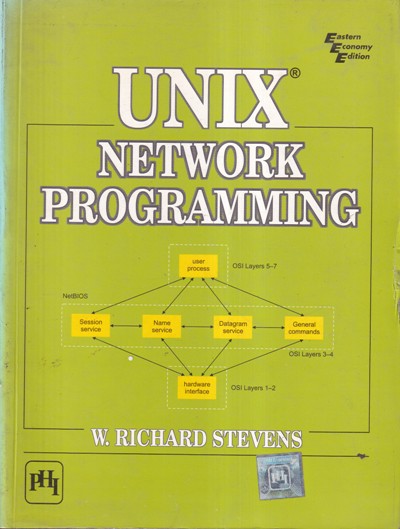 Eastern
Economy
Edition
UNIX®
NETWORK
PROGRAMMING
user
process
OSI Layers 5–7
NetBIOS
Session
service
Name
service
Datagram
service
General
commands
OSI Layers 3–4
hardware
interface
OSI Layers 1–2
W. RICHARD STEVENS
PHI
PHI